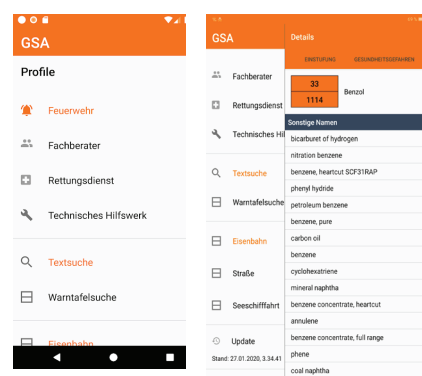 GSA
Profile
Feuerwehr
Fachberater
Rettungsdienst
Technisches Hilfswerk
Textsuche
Warntafelsuche
Eisenbahn
GSA
Fachberater
Rettungsdienst
Technisches Hil
Textsuche
Warntafelsuche
Eisenbahn
Straße
Seeschifffahrt
Update
Stand: 27.01.2020, 3.34.41
Details
EINSTUFUNG GESUNDHEITSGEFAHREN
33
1114
Benzol
Sonstige Namen
bicarburet of hydrogen
nitration benzene
benzene, heartcut SCF31RAP
phenyl hydride
petroleum benzene
benzene, pure
carbon oil
benzene
cyclohexatriene
mineral naphtha
benzene concentrate, heartcut
annulene
benzene concentrate, full range
phene
coal naphtha